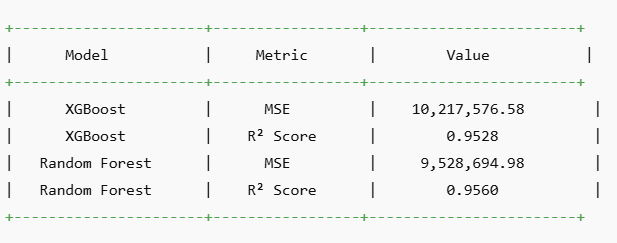 +----------------------+-----------------+------------------------+
| Model | Metric | Value |
+----------------------+-----------------+------------------------+
| XGBoost | MSE | 10,217,576.58 |
| XGBoost | R² Score | 0.9528 |
| Random Forest | MSE | 9,528,694.98 |
| Random Forest | R² Score | 0.9560 |
+----------------------+-----------------+------------------------+